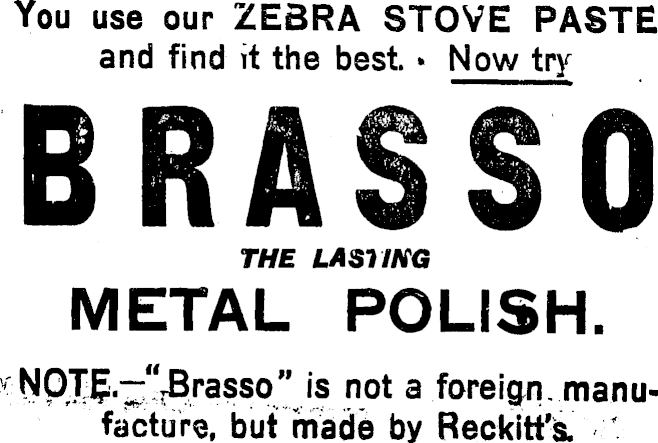 You use our ZEBRA STOVE PASTE
and find it the best. • Now try
BRASSO
THE LASTING
METAL POLISH.
NOTE.—"Brasso" is not a foreign manu-
facture, but made by Reckitt's.